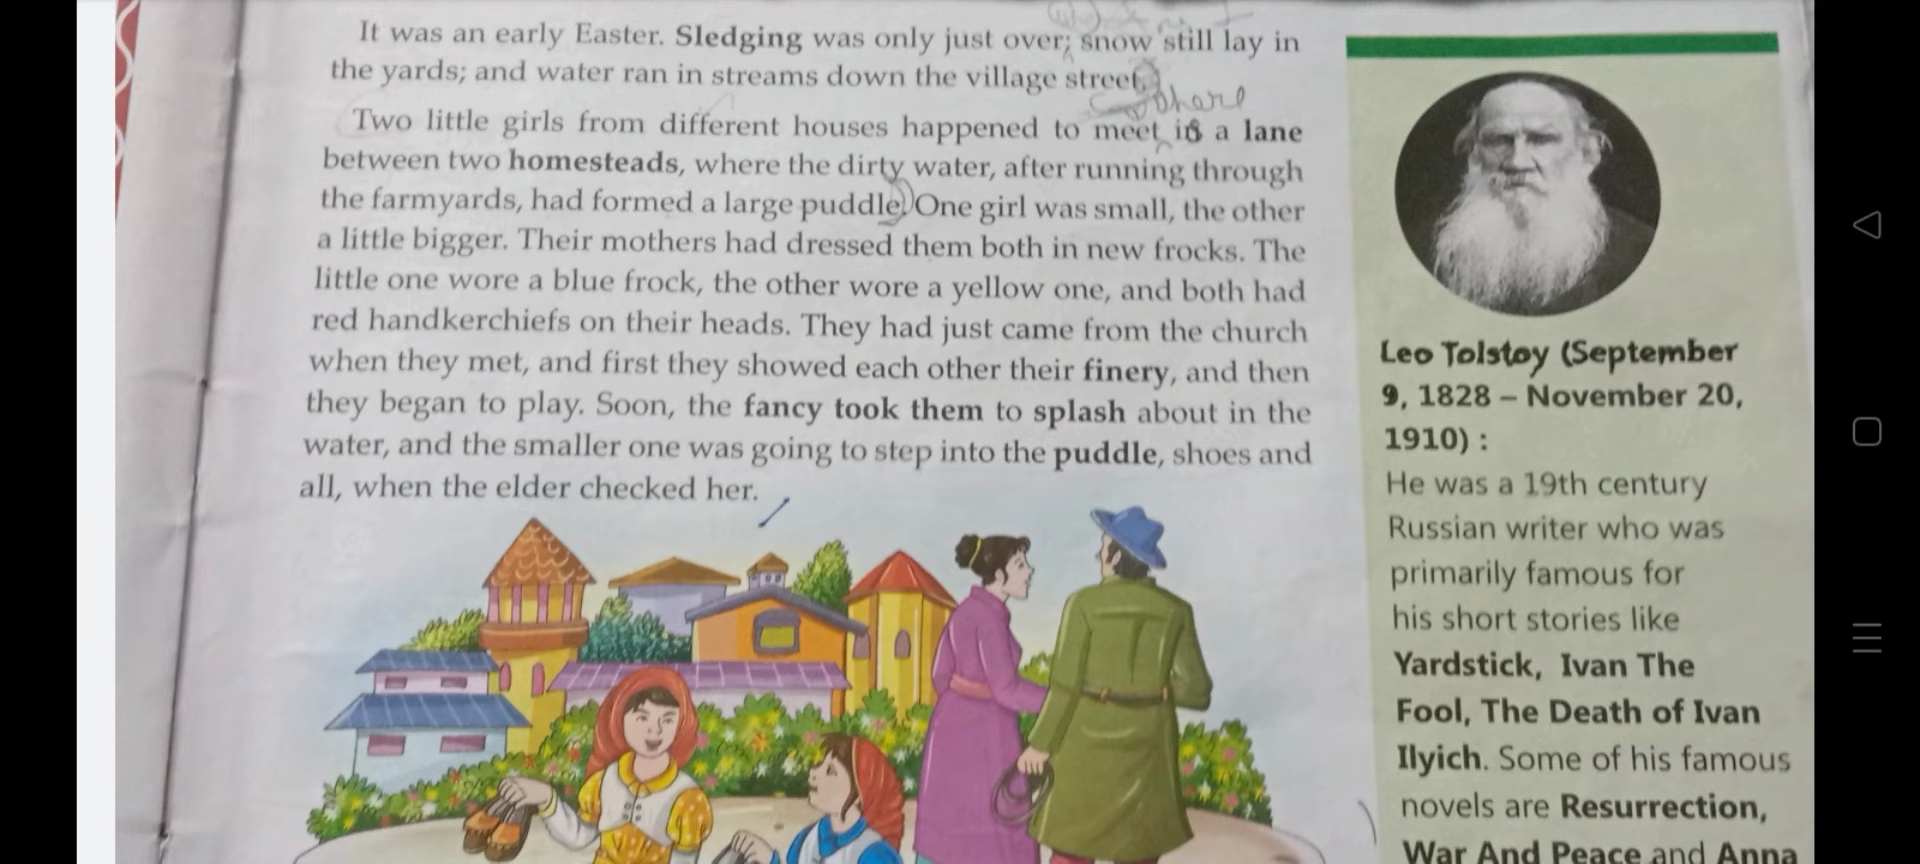 It was an early Easter. Sledging was only just over; snow still lay in
the yards; and water ran in streams down the village street.
there
Two little girls from different houses happened to meet in a lane
between two homesteads, where the dirty water, after running through
the farmyards, had formed a large puddle. One girl was small, the other
a little bigger. Their mothers had dressed them both in new frocks. The
little one wore a blue frock, the other wore a yellow one, and both had
red handkerchiefs on their heads. They had just came from the church
when they met, and first they showed each other their finery, and then
they began to play. Soon, the fancy took them to splash about in the
water, and the smaller one was going to step into the puddle, shoes and
all, when the elder checked her.
Leo Tolstoy (September
9, 1828 – November 20,
1910) :
He was a 19th century
Russian writer who was
primarily famous for
his short stories like
Yardstick, Ivan The
Fool, The Death of Ivan
Ilyich. Some of his famous
novels are Resurrection,
War And Peace and Anna